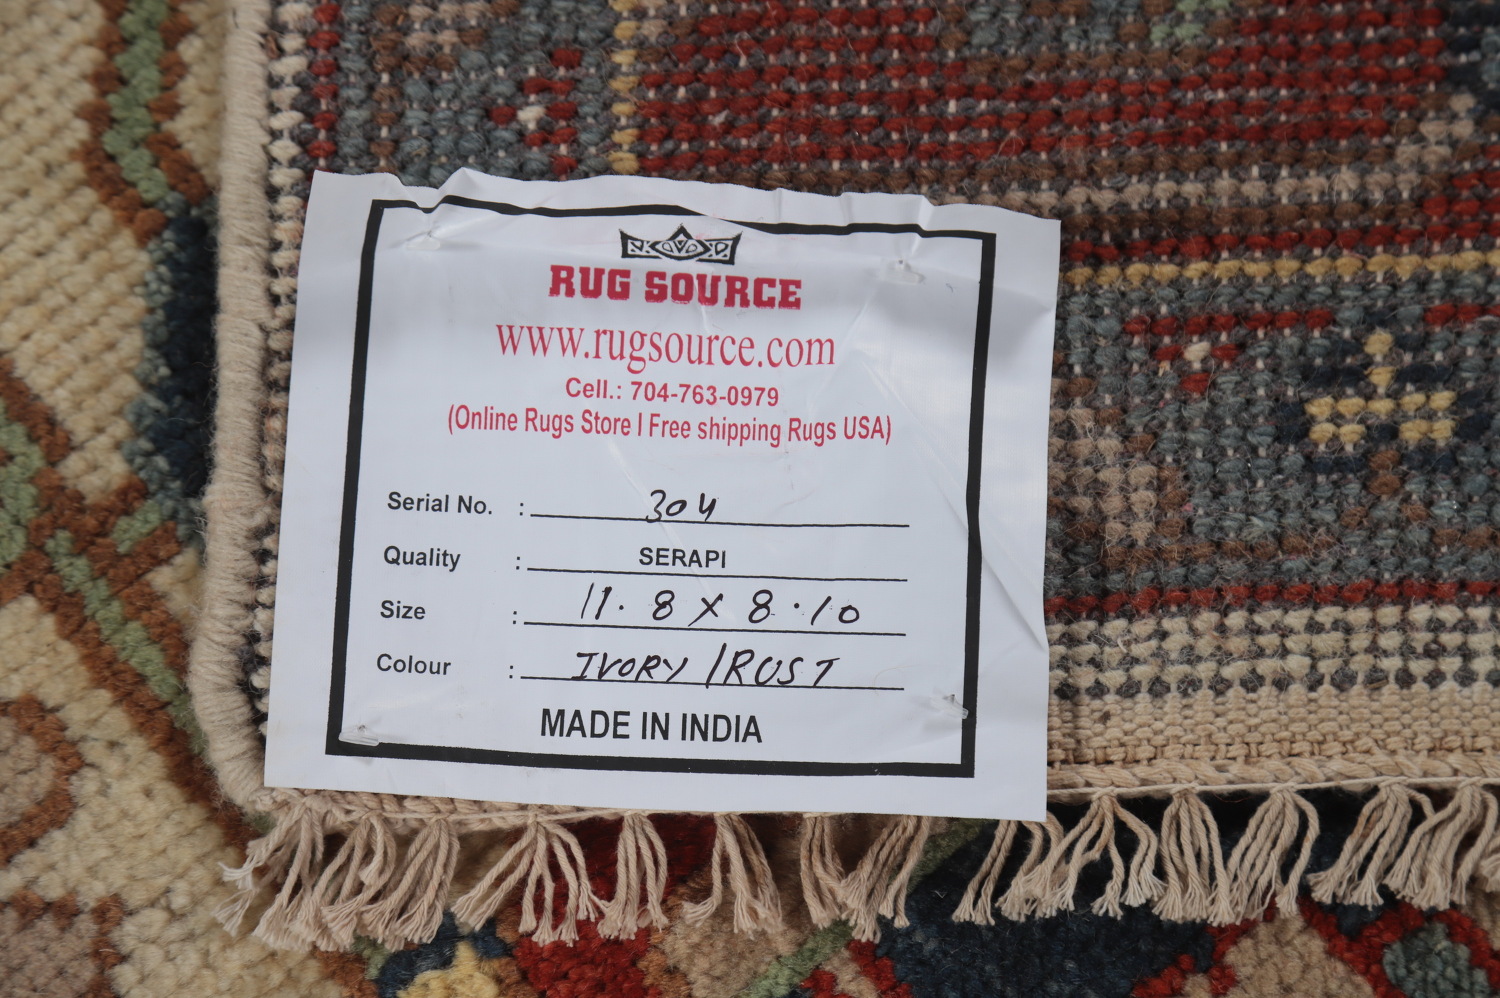 RUG SOURCE
www.rugsource.com
Cell.: 704-763-0979
(Online Rugs Store I Free shipping Rugs USA)
Serial No. : 304
Quality : SERAPI
Size : 11.8 X 8.10
Colour : IVORY / RUST
MADE IN INDIA